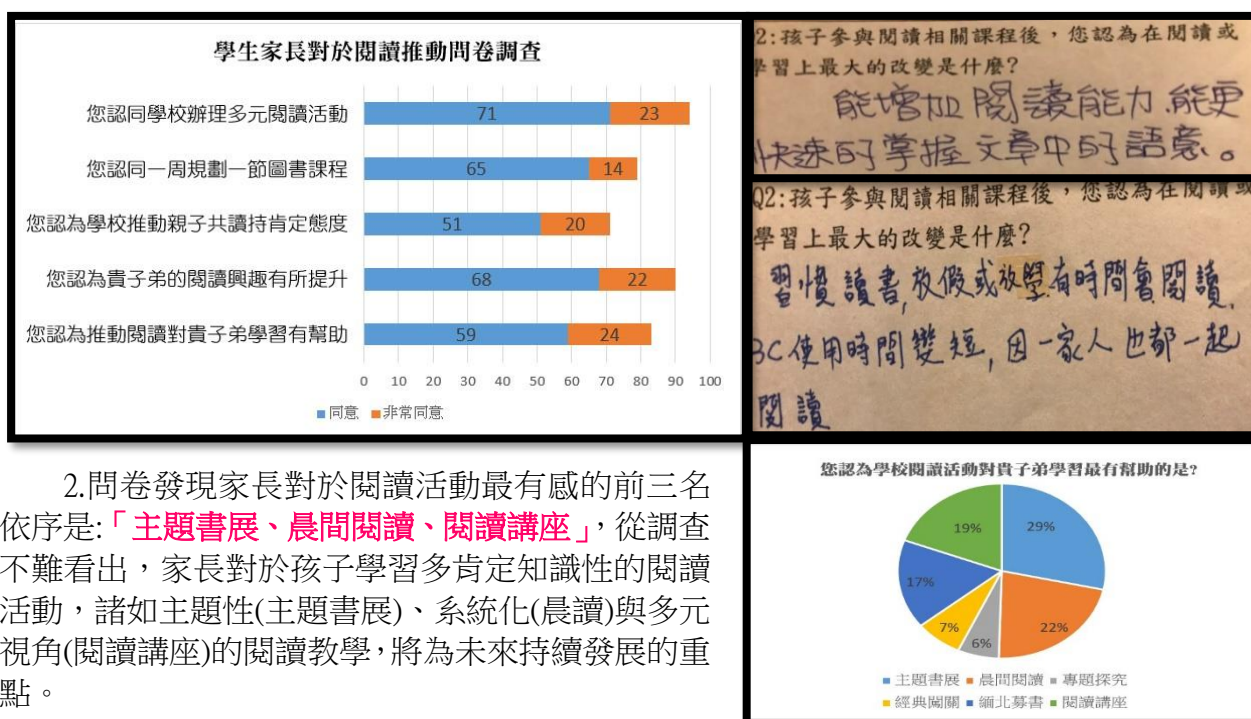 學生家長對於閱讀推動問卷調查
您認同學校辦理多元閱讀活動 71 23
您認同一周規劃一節圖書課程 65 14
您認為學校推動親子共讀持肯定態度 51 20
您認為貴子弟的閱讀興趣有所提升 68 22
您認為推動閱讀對貴子弟學習有幫助 59 24
0 10 20 30 40 50 60 70 80 90 100
同意 非常同意
2:孩子參與閱讀相關課程後,您認為在閱讀或
學習上最大的改變是什麼?
能增加閱讀能力.能更
快速的掌握文章中的語意。
Q2:孩子參與閱讀相關課程後,您認為在閱讀或
學習上最大的改變是什麼?
習慣讀書,放假或放學有時間會閱讀.
3C使用時間變短,因一家人也都一起
閱讀
2.問卷發現家長對於閱讀活動最有感的前三名
依序是:「主題書展、晨間閱讀、閱讀講座」,從調查
不難看出,家長對於孩子學習多肯定知識性的閱讀
活動,諸如主題性(主題書展)、系統化(晨讀)與多元
視角(閱讀講座)的閱讀教學,將為未來持續發展的重
點。
您認為學校閱讀活動對貴子弟學習最有幫助的是?
19% 29%
17%
7% 6% 22%
主題書展 晨間閱讀 專題探究
經典闖關 緬北募書 閱讀講座